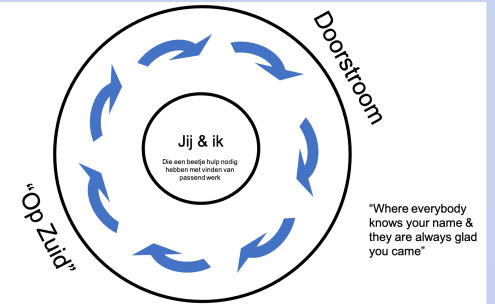 Doorstroom
Jij & ik
Die een beetje hulp nodig
hebben met vinden van
passend werk
“Op Zuid”
“Where everybody
knows your name &
they are always glad
you came”